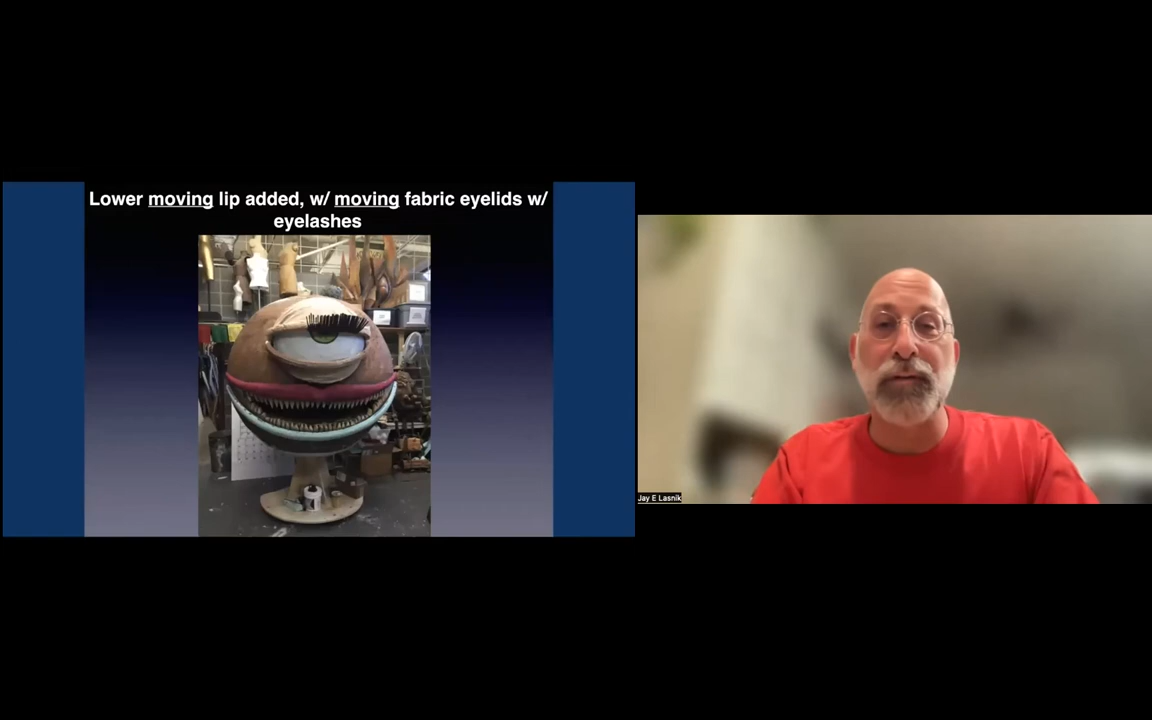 Lower moving lip added, w/ moving fabric eyelids w/
eyelashes
Jay E Lasnik